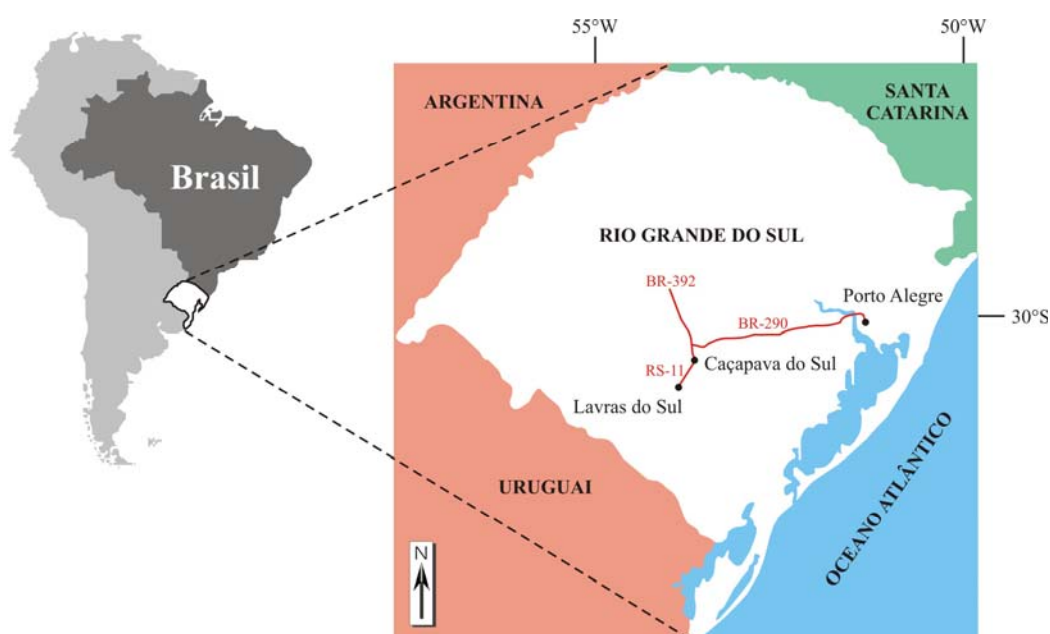 55°W
50°W
ARGENTINA
SANTA
CATARINA
Brasil
RIO GRANDE DO SUL
BR-392
Porto Alegre
30°S
BR-290
Caçapava do Sul
RS-11
Lavras do Sul
URUGUAI
OCEANO ATLÂNTICO
N